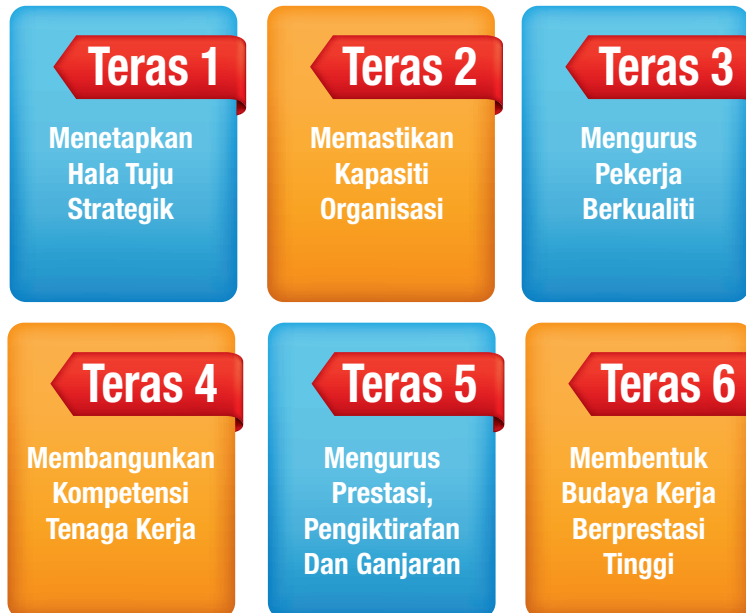 Teras 1
Menetapkan
Hala Tuju
Strategik
Teras 2
Memastikan
Kapasiti
Organisasi
Teras 3
Mengurus
Pekerja
Berkualiti
Teras 4
Membangunkan
Kompetensi
Tenaga Kerja
Teras 5
Mengurus
Prestasi,
Pengiktirafan
Dan Ganjaran
Teras 6
Membentuk
Budaya Kerja
Berprestasi
Tinggi